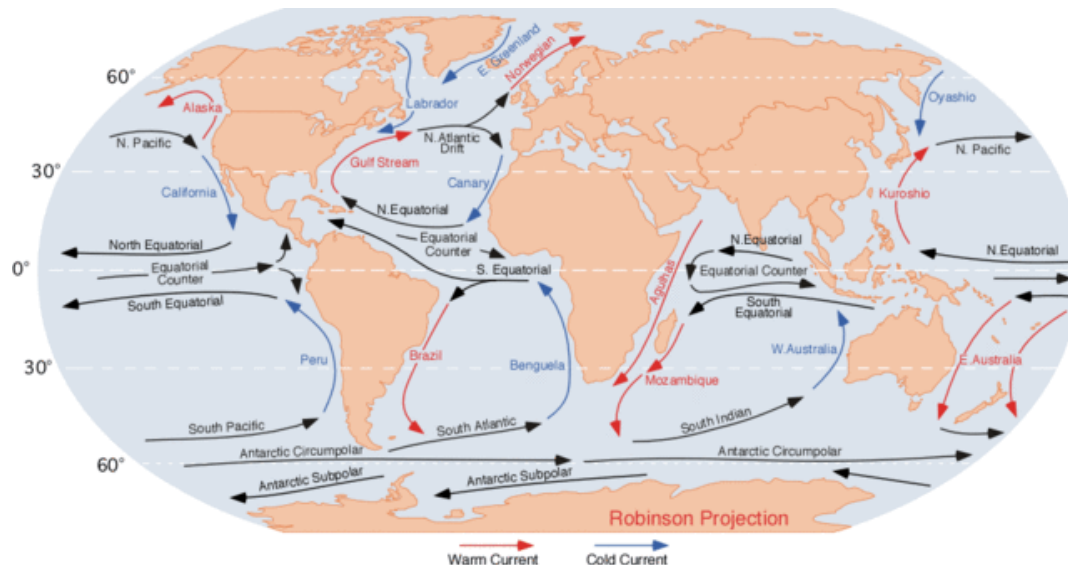 60°
E. Greenland
Norwegian
Alaska
Labrador
Oyashio
N. Pacific
N. Atlantic
Drift
N. Pacific
30°
Gulf Stream
California
Canary
Kuroshio
N.Equatorial
North Equatorial
Equatorial
Counter
N.Equatorial
N.Equatorial
0°
Equatorial
Counter
S. Equatorial
Agulhas
Equatorial Counter
South Equatorial
South
Equatorial
Peru
Brazil
Benguela
W.Australia
E.Australia
30°
Mozambique
South Pacific
South Atlantic
South Indian
Antarctic Circumpolar
Antarctic Circumpolar
60°
Antarctic Subpolar
Antarctic Subpolar
Robinson Projection
Warm Current
Cold Current